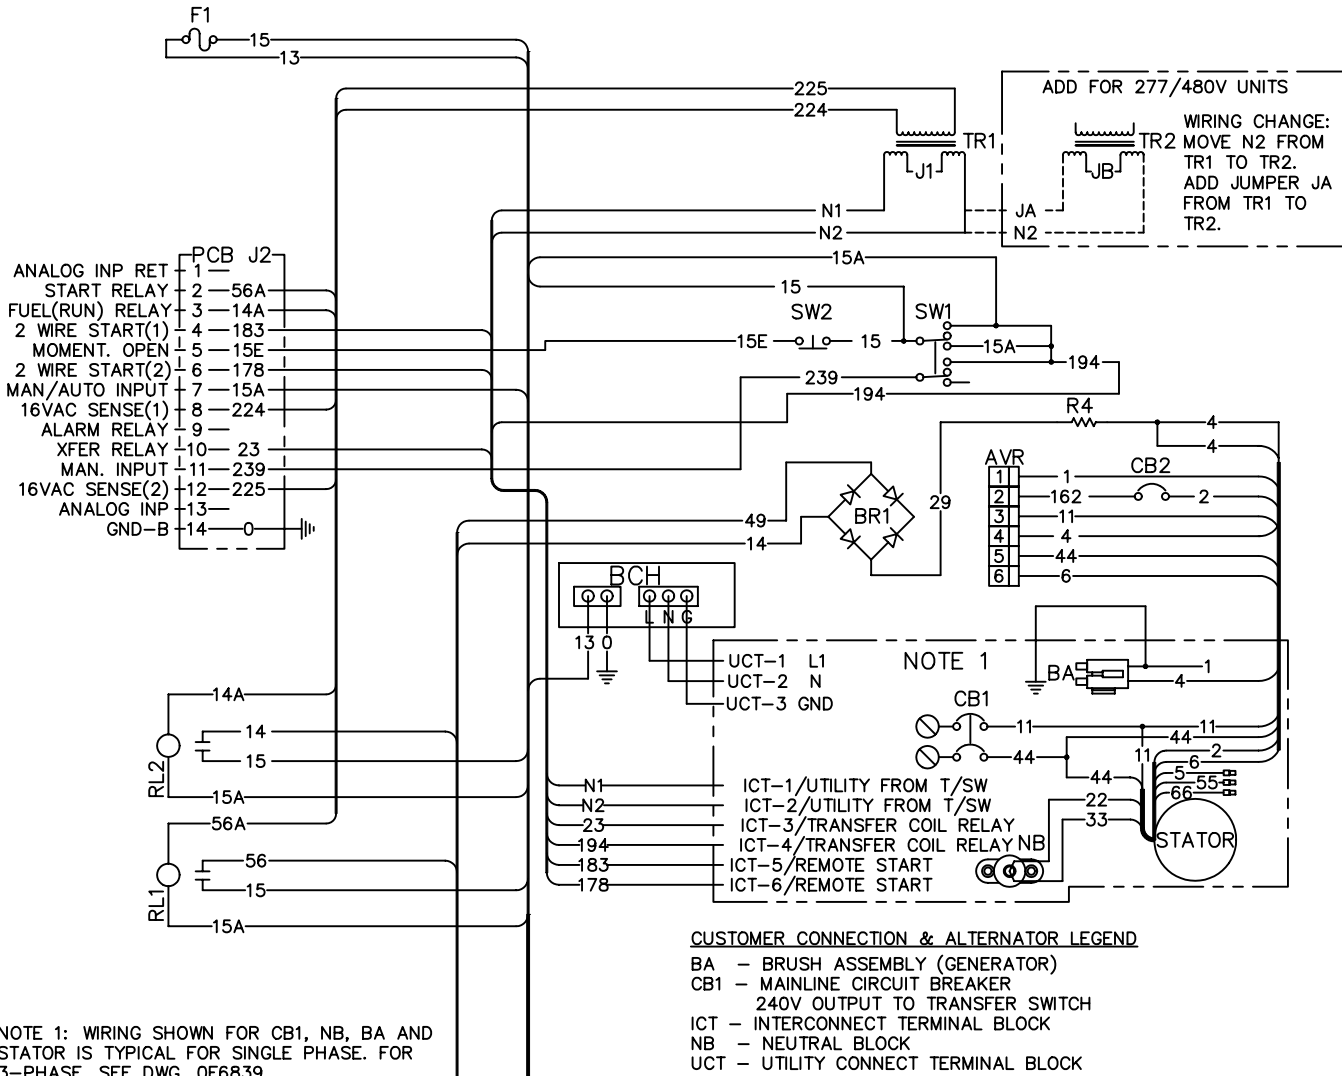 F1
15
13
225
224
TR1
J1
N1
N2
ADD FOR 277/480V UNITS
TR2
JB
JA
N2
WIRING CHANGE:
MOVE N2 FROM
TR1 TO TR2.
ADD JUMPER JA
FROM TR1 TO
TR2.
PCB J2
ANALOG INP RET 1
START RELAY 2 56A
FUEL(RUN) RELAY 3 14A
2 WIRE START(1) 4 183
MOMENT. OPEN 5 15E
2 WIRE START(2) 6 178
MAN/AUTO INPUT 7 15A
16VAC SENSE(1) 8 224
ALARM RELAY 9
XFER RELAY 10 23
MAN. INPUT 11 239
16VAC SENSE(2) 12 225
ANALOG INP 13
GND-B 14 0
15A
15
SW2
SW1
15E
15
15A
194
239
194
R4
4
4
AVR
1 1
2 162
CB2
2
3 11
4 4
5 44
6 6
49
14
BR1
29
BCH
L N G
13 0
UCT-1 L1
UCT-2 N
UCT-3 GND
NOTE 1
BA
1
4
CB1
11
11
44
44
11
44
2
6
5
55
66
22
33
STATOR
NB
14A
14
15
15A
RL2
56A
56
15
15A
RL1
N1 ICT-1/UTILITY FROM T/SW
N2 ICT-2/UTILITY FROM T/SW
23 ICT-3/TRANSFER COIL RELAY
194 ICT-4/TRANSFER COIL RELAY
183 ICT-5/REMOTE START
178 ICT-6/REMOTE START
CUSTOMER CONNECTION & ALTERNATOR LEGEND
BA - BRUSH ASSEMBLY (GENERATOR)
CB1 - MAINLINE CIRCUIT BREAKER
240V OUTPUT TO TRANSFER SWITCH
ICT - INTERCONNECT TERMINAL BLOCK
NB - NEUTRAL BLOCK
UCT - UTILITY CONNECT TERMINAL BLOCK
NOTE 1: WIRING SHOWN FOR CB1, NB, BA AND
STATOR IS TYPICAL FOR SINGLE PHASE. FOR
3-PHASE, SEE DWG. 0F6839